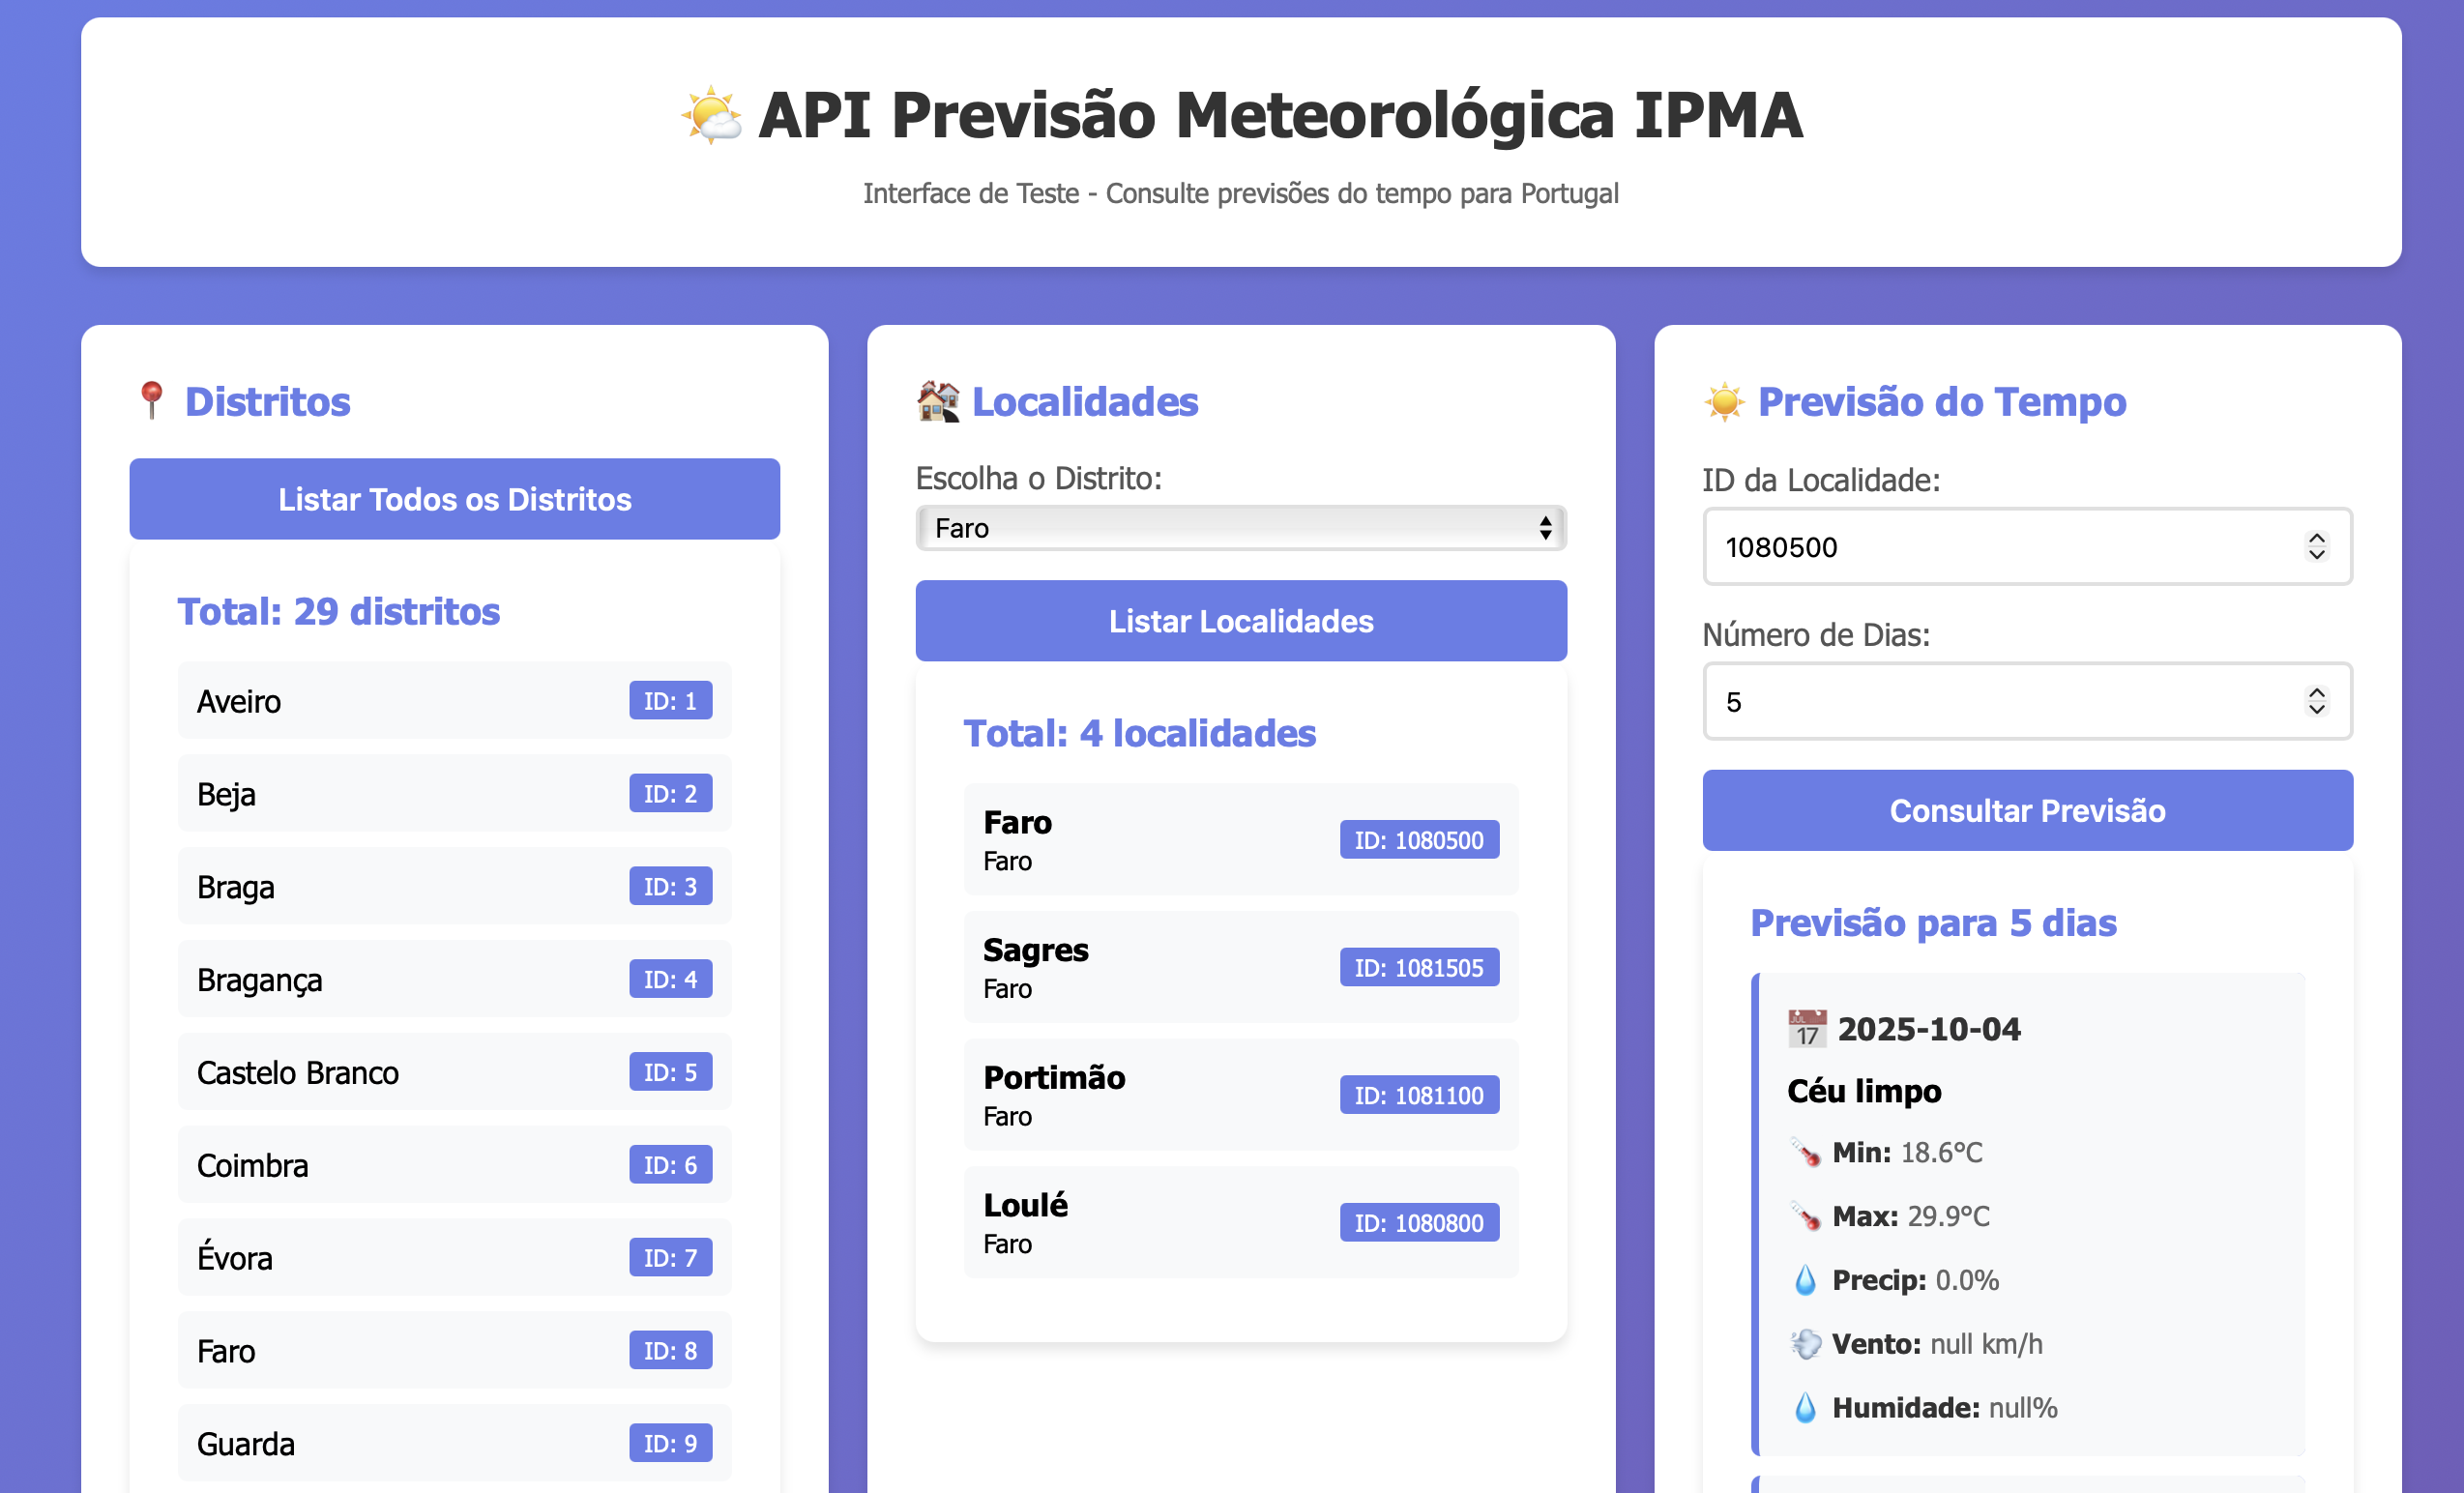 API Previsão Meteorológica IPMA
Interface de Teste - Consulte previsões do tempo para Portugal
Distritos
Listar Todos os Distritos
Total: 29 distritos
Aveiro ID: 1
Beja ID: 2
Braga ID: 3
Bragança ID: 4
Castelo Branco ID: 5
Coimbra ID: 6
Évora ID: 7
Faro ID: 8
Guarda ID: 9
Localidades
Escolha o Distrito:
Faro
Listar Localidades
Total: 4 localidades
Faro
Faro
ID: 1080500
Sagres
Faro
ID: 1081505
Portimão
Faro
ID: 1081100
Loulé
Faro
ID: 1080800
Previsão do Tempo
ID da Localidade:
1080500
Número de Dias:
5
Consultar Previsão
Previsão para 5 dias
JUL
17
2025-10-04
Céu limpo
Min: 18.6°C
Max: 29.9°C
Precip: 0.0%
Vento: null km/h
Humidade: null%